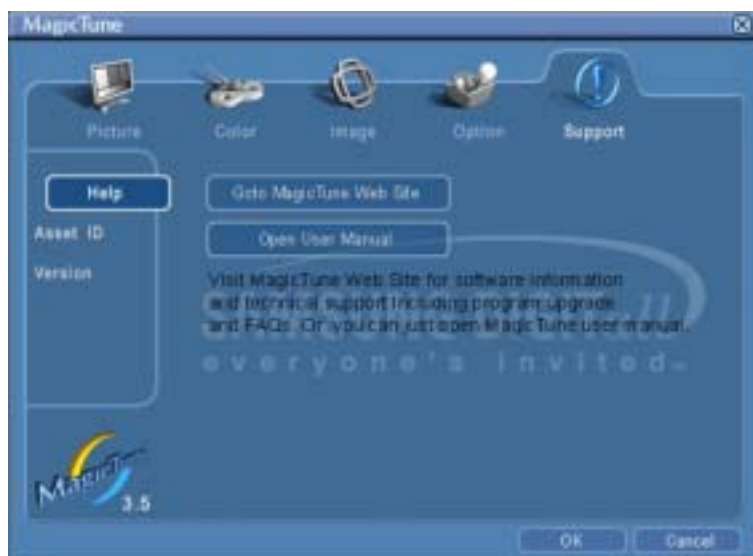 MagicTune
Picture
Color
Image
Option
Support
Help
Asset ID
Version
Goto MagicTune Web Site
Open User Manual
Visit MagicTune Web Site for software information
and technical support including program upgrade
and FAQs. Or, you can just open MagicTune user manual.
everyone's invited™
MagicTune
3.5
OK
Cancel